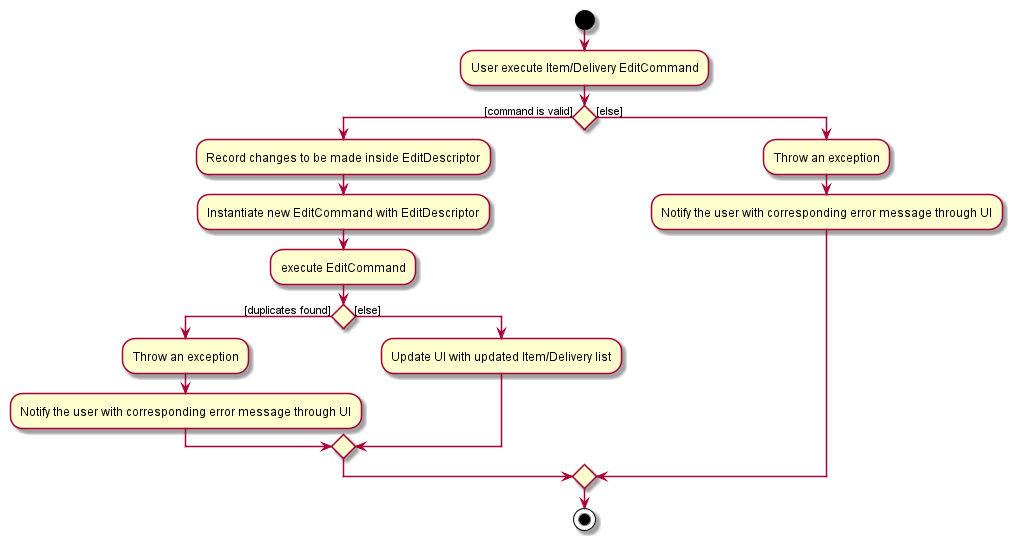 User execute Item/Delivery EditCommand
[command is valid]
[else]
Record changes to be made inside EditDescriptor
Throw an exception
Instantiate new EditCommand with EditDescriptor
Notify the user with corresponding error message through UI
execute EditCommand
[duplicates found]
[else]
Throw an exception
Update UI with updated Item/Delivery list
Notify the user with corresponding error message through UI